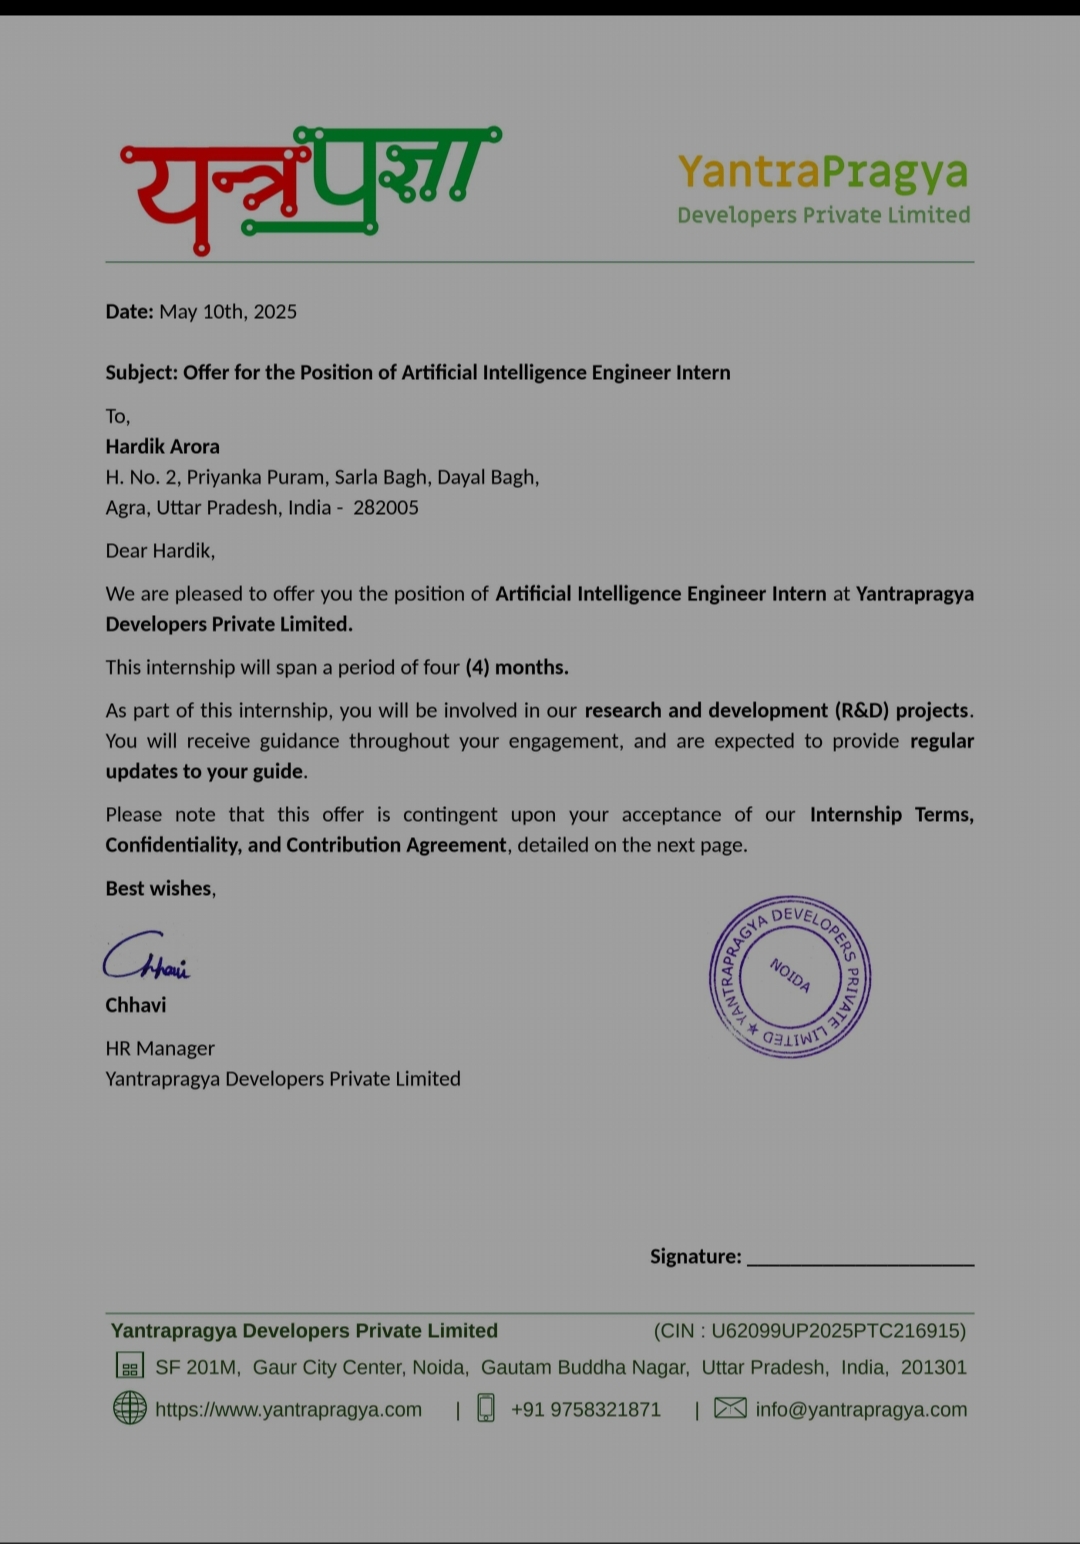 यन्त्रप्रज्ञा
YantraPragya
Developers Private Limited
Date: May 10th, 2025
Subject: Offer for the Position of Artificial Intelligence Engineer Intern
To,
Hardik Arora
H. No. 2, Priyanka Puram, Sarla Bagh, Dayal Bagh,
Agra, Uttar Pradesh, India - 282005
Dear Hardik,
We are pleased to offer you the position of Artificial Intelligence Engineer Intern at Yantrapragya
Developers Private Limited.
This internship will span a period of four (4) months.
As part of this internship, you will be involved in our research and development (R&D) projects.
You will receive guidance throughout your engagement, and are expected to provide regular
updates to your guide.
Please note that this offer is contingent upon your acceptance of our Internship Terms,
Confidentiality, and Contribution Agreement, detailed on the next page.
Best wishes,
Chhavi
Chhavi
HR Manager
Yantrapragya Developers Private Limited
YANTRAPRAGYA DEVELOPERS PRIVATE LIMITED ★
NOIDA
Signature: ____________________
Yantrapragya Developers Private Limited (CIN : U62099UP2025PTC216915)
SF 201M, Gaur City Center, Noida, Gautam Buddha Nagar, Uttar Pradesh, India, 201301
https://www.yantrapragya.com | +91 9758321871 | info@yantrapragya.com